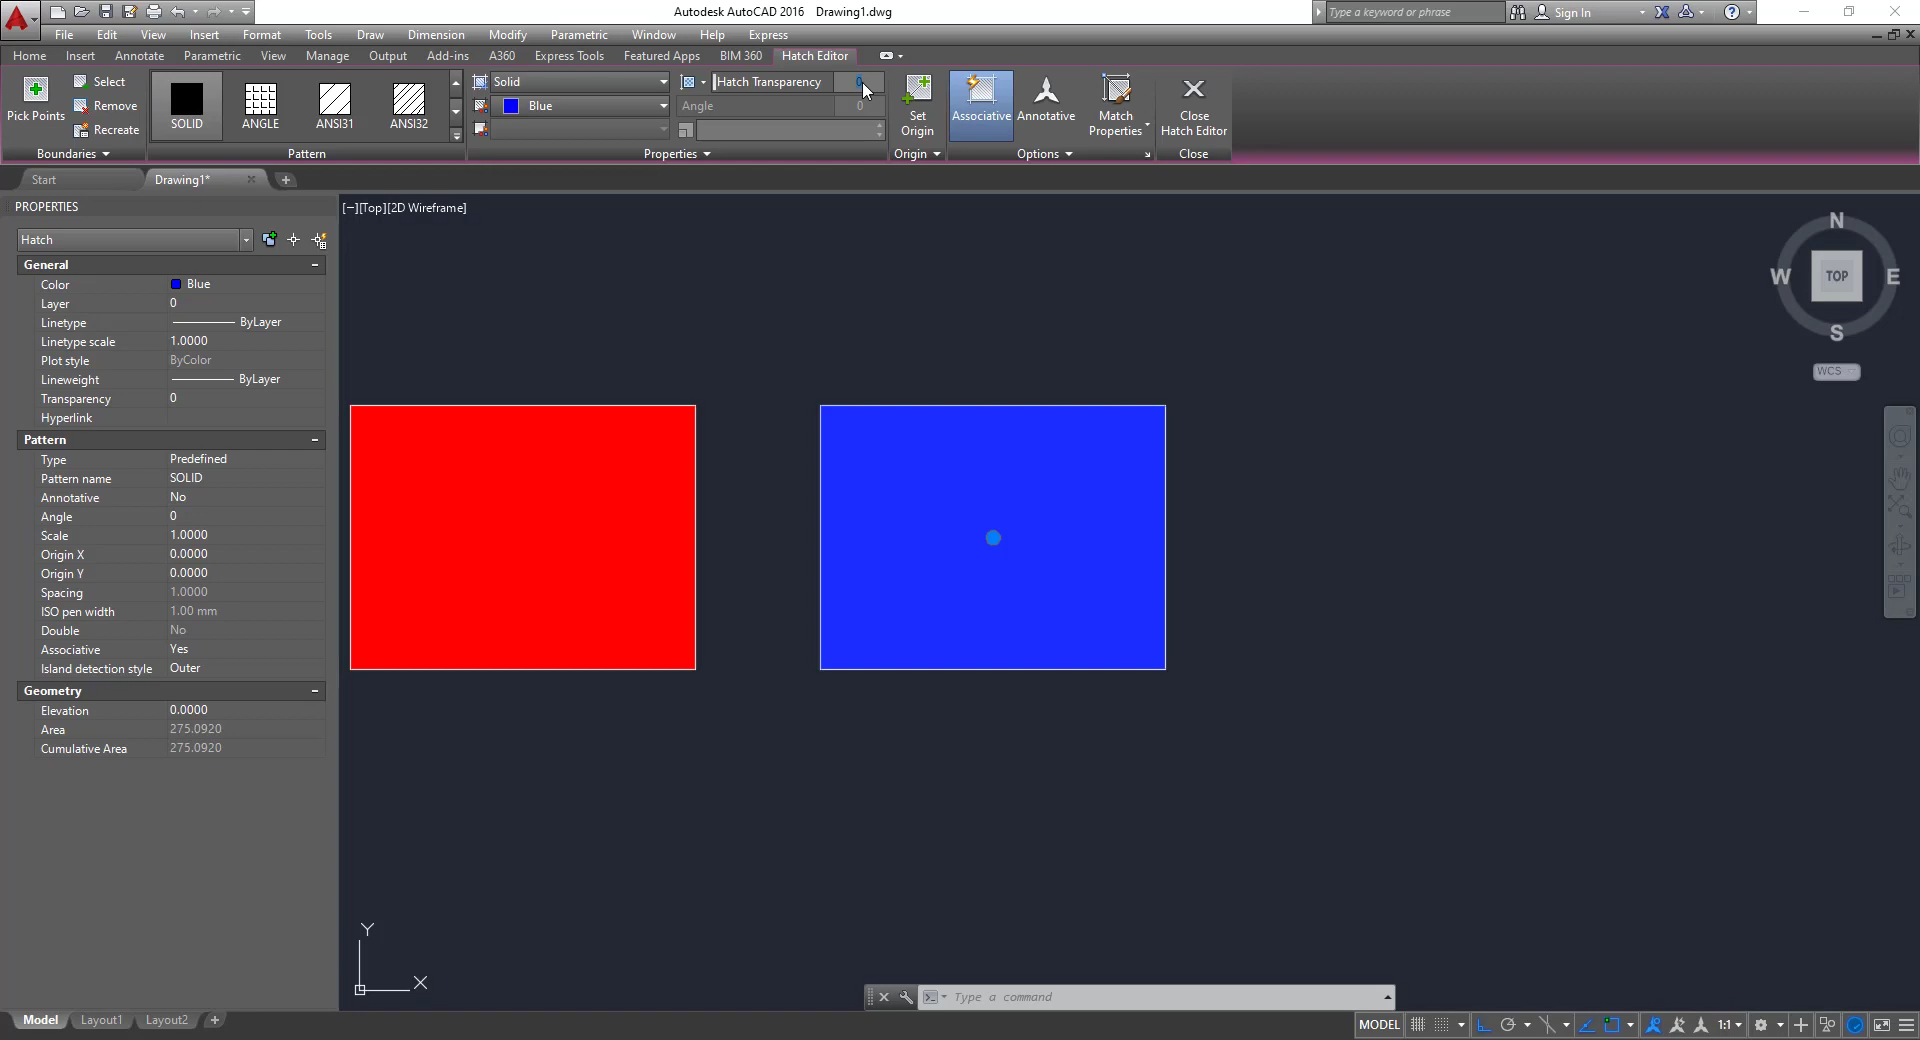 Autodesk AutoCAD 2016 Drawing1.dwg
Type a keyword or phrase
Sign In
File Edit View Insert Format Tools Draw Dimension Modify Parametric Window Help Express
Home Insert Annotate Parametric View Manage Output Add-ins A360 Express Tools Featured Apps BIM 360 Hatch Editor
Pick Points
Select
Remove
Recreate
Boundaries
SOLID
ANGLE
ANSI31
ANSI32
Pattern
Solid
Blue
Hatch Transparency 0
Angle 0
Properties
Set
Origin
Origin
Associative
Annotative
Match
Properties
Options
Close
Hatch Editor
Close
Start
Drawing1*
PROPERTIES
Hatch
General
Color Blue
Layer 0
Linetype ByLayer
Linetype scale 1.0000
Plot style ByColor
Lineweight ByLayer
Transparency 0
Hyperlink
Pattern
Type Predefined
Pattern name SOLID
Annotative No
Angle 0
Scale 1.0000
Origin X 0.0000
Origin Y 0.0000
Spacing 1.0000
ISO pen width 1.00 mm
Double No
Associative Yes
Island detection style Outer
Geometry
Elevation 0.0000
Area 275.0920
Cumulative Area 275.0920
[−][Top][2D Wireframe]
N
W TOP E
S
WCS
Y
X
Type a command
Model Layout1 Layout2
MODEL
1:1